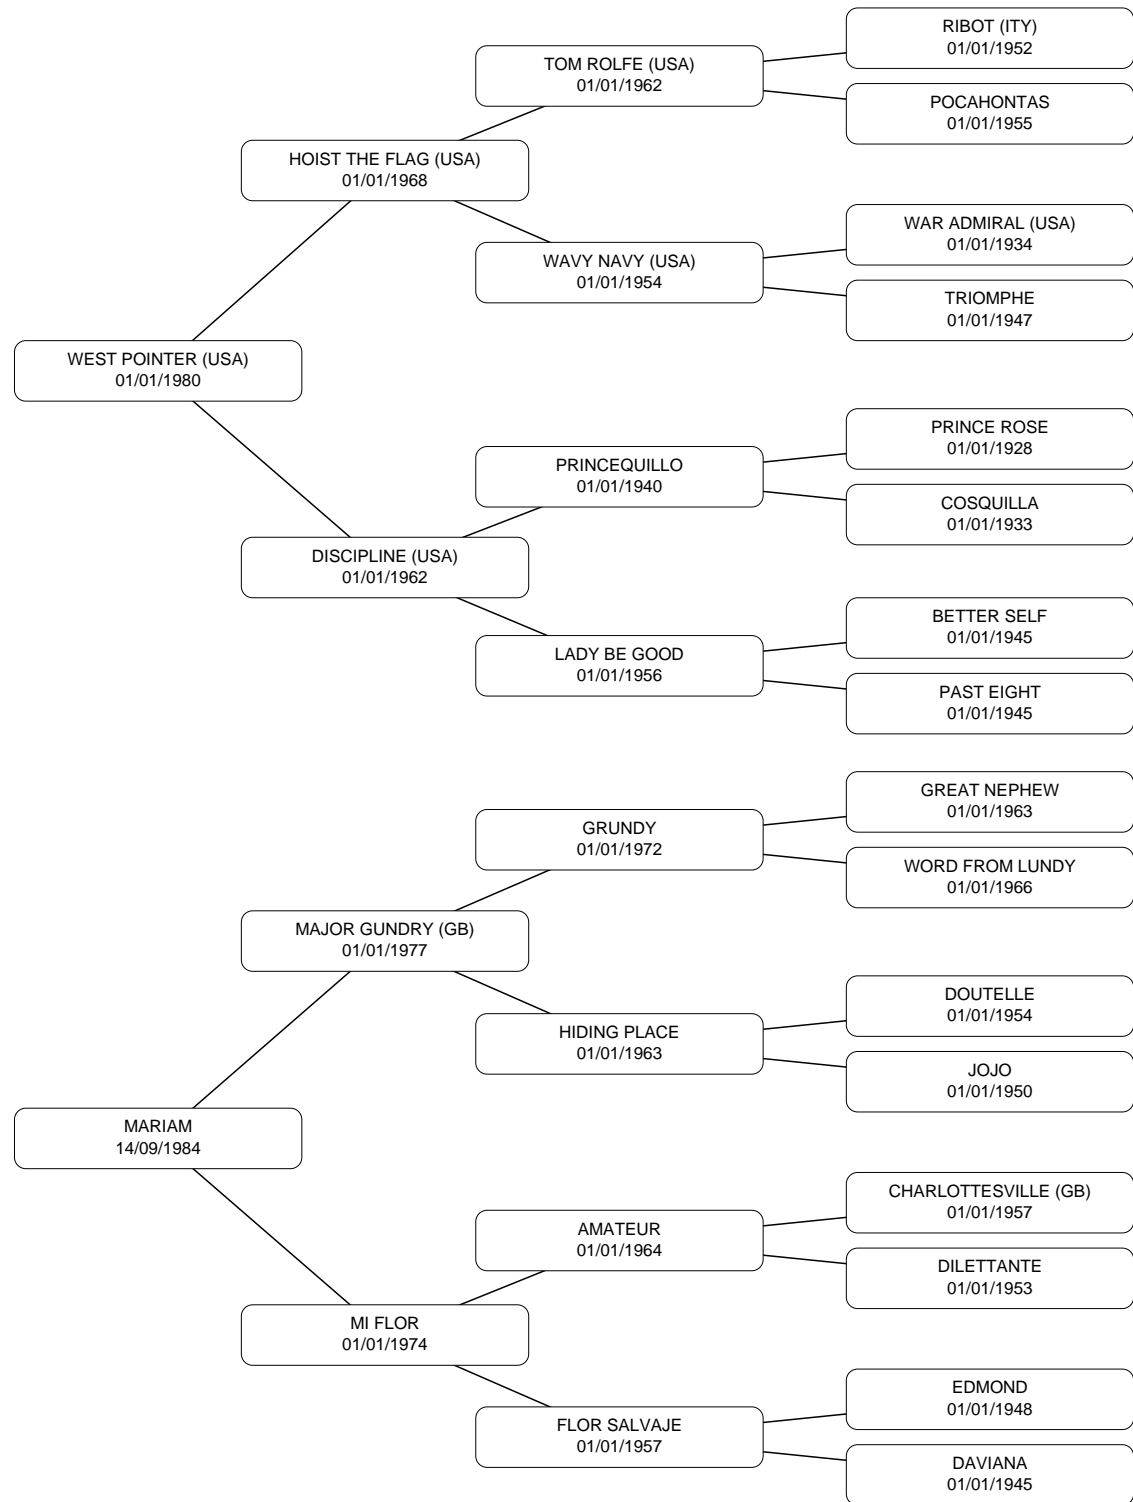 RIBOT (ITY)
01/01/1952
TOM ROLFE (USA)
01/01/1962
POCAHONTAS
01/01/1955
HOIST THE FLAG (USA)
01/01/1968
WAR ADMIRAL (USA)
01/01/1934
WAVY NAVY (USA)
01/01/1954
TRIOMPHE
01/01/1947
WEST POINTER (USA)
01/01/1980
PRINCE ROSE
01/01/1928
PRINCEQUILLO
01/01/1940
COSQUILLA
01/01/1933
DISCIPLINE (USA)
01/01/1962
BETTER SELF
01/01/1945
LADY BE GOOD
01/01/1956
PAST EIGHT
01/01/1945
GREAT NEPHEW
01/01/1963
GRUNDY
01/01/1972
WORD FROM LUNDY
01/01/1966
MAJOR GUNDRY (GB)
01/01/1977
DOUTELLE
01/01/1954
HIDING PLACE
01/01/1963
JOJO
01/01/1950
MARIAM
14/09/1984
CHARLOTTESVILLE (GB)
01/01/1957
AMATEUR
01/01/1964
DILETTANTE
01/01/1953
MI FLOR
01/01/1974
EDMOND
01/01/1948
FLOR SALVAJE
01/01/1957
DAVIANA
01/01/1945